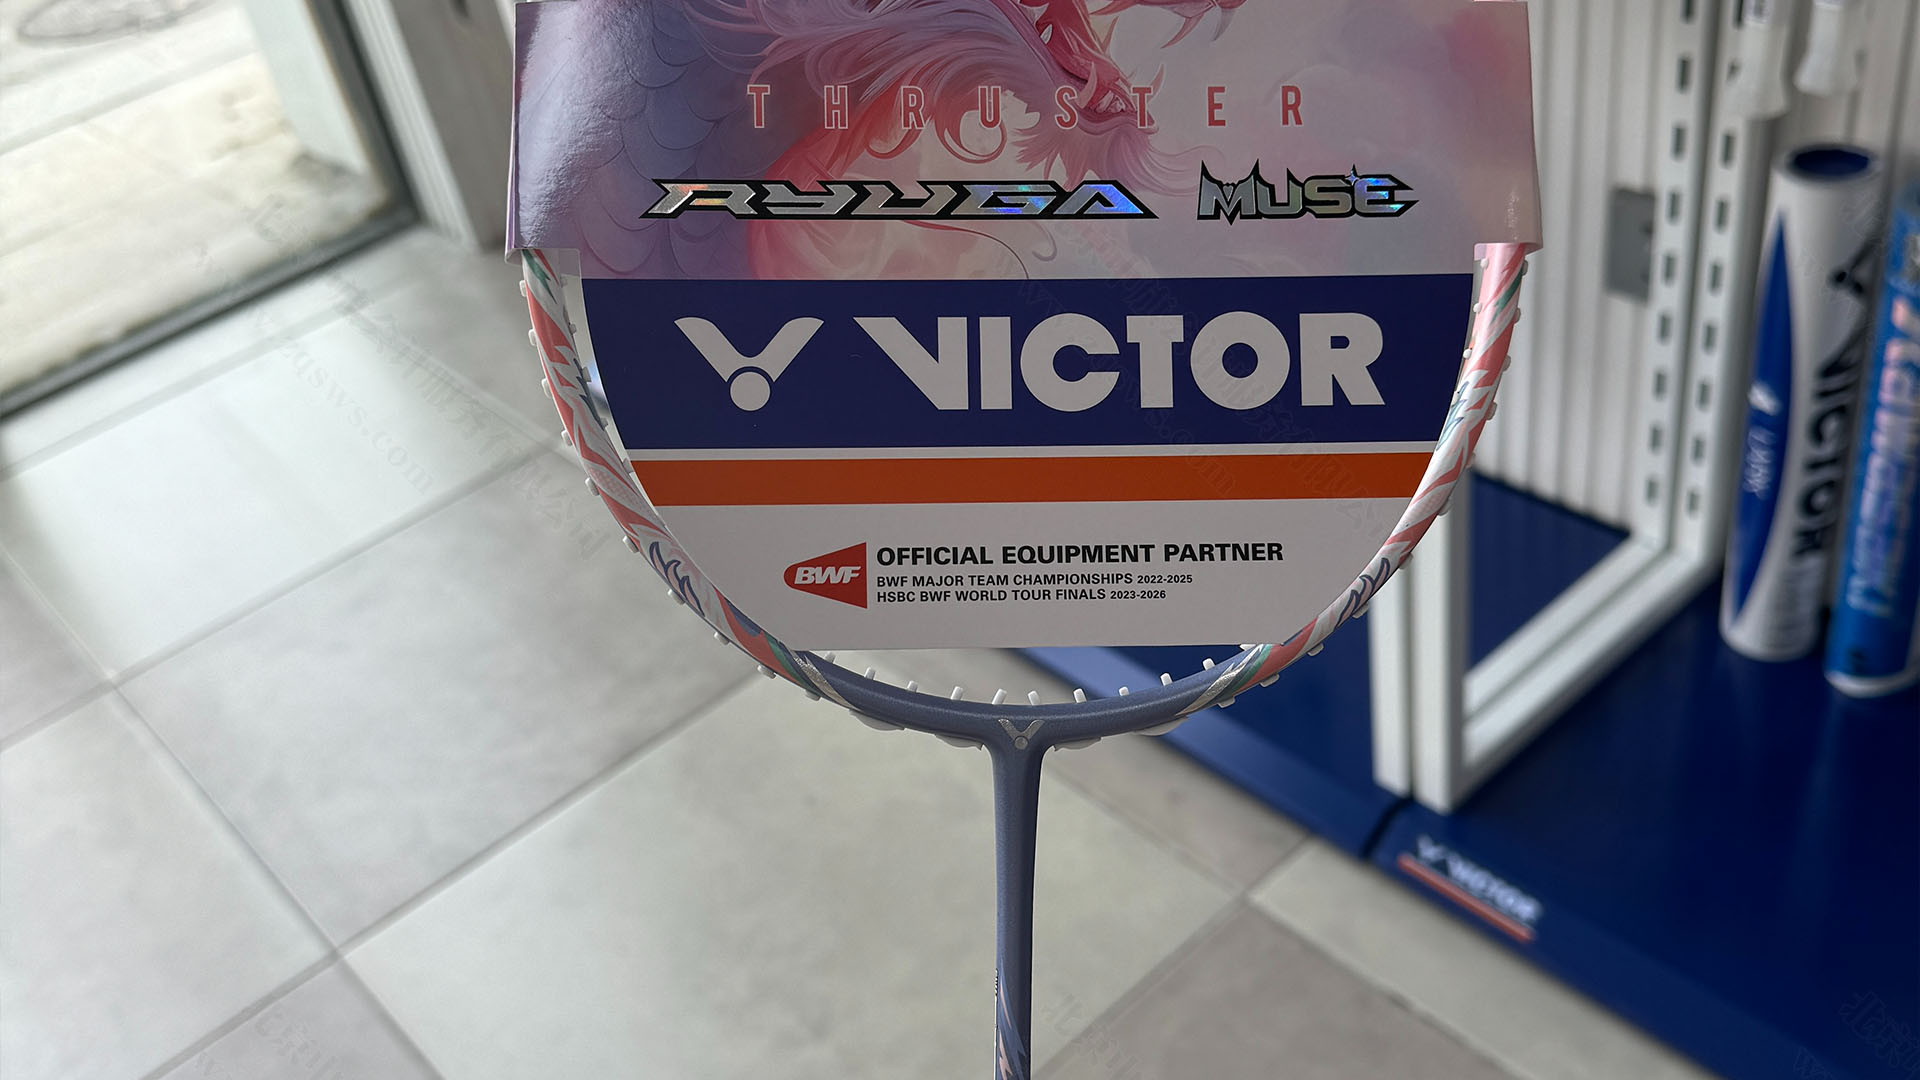 THRUSTER
RYUGA MUSE
VICTOR
BWF
OFFICIAL EQUIPMENT PARTNER
BWF MAJOR TEAM CHAMPIONSHIPS 2022-2025
HSBC BWF WORLD TOUR FINALS 2023-2026
VICTOR
VICTOR